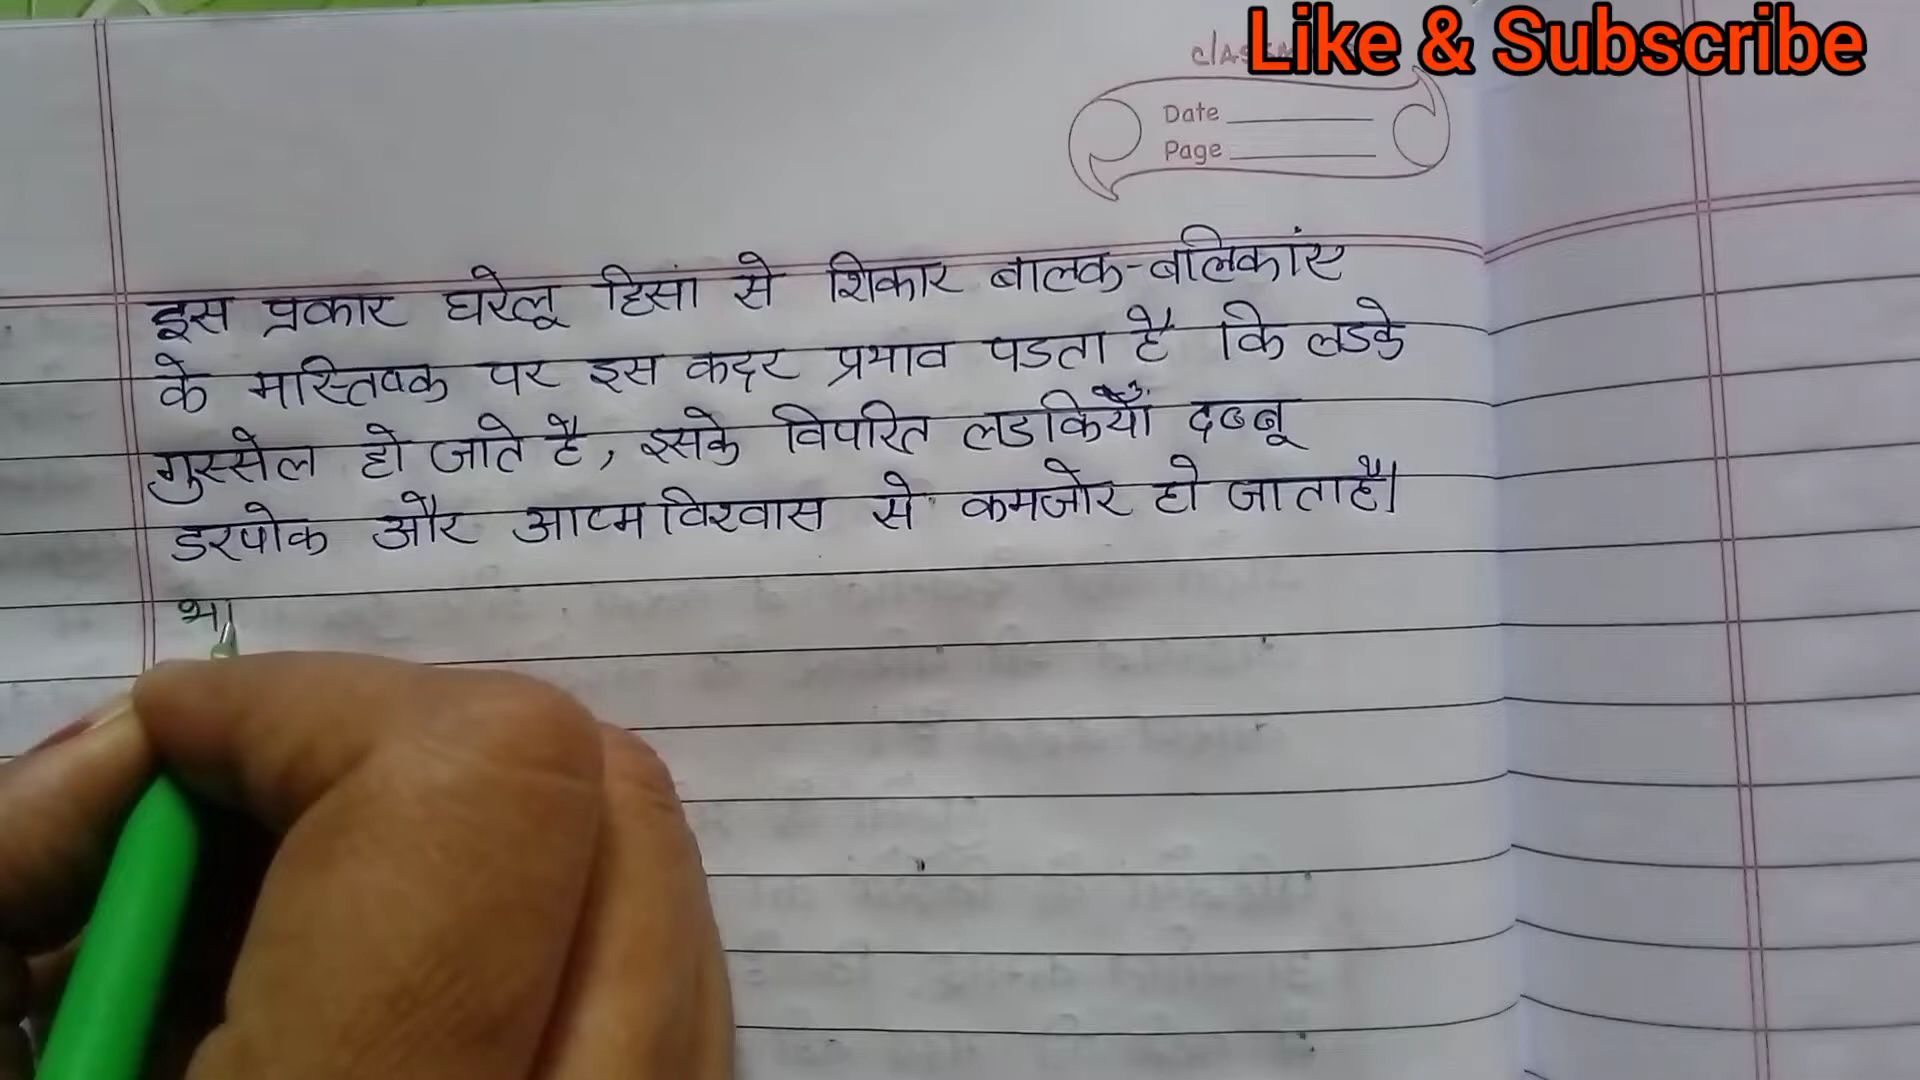 Like & Subscribe
Date
Page
इस प्रकार घरेलू हिसां से शिकार बालक-बलिकांए
के मस्तिष्क पर इस कदर प्रभाव पडता है कि लडके
गुस्सेल हो जाते है, इसके विपरित लडकियाँ दब्बू
डरपोक और आत्मविश्वास से कमजोर हो जाता है।
भा